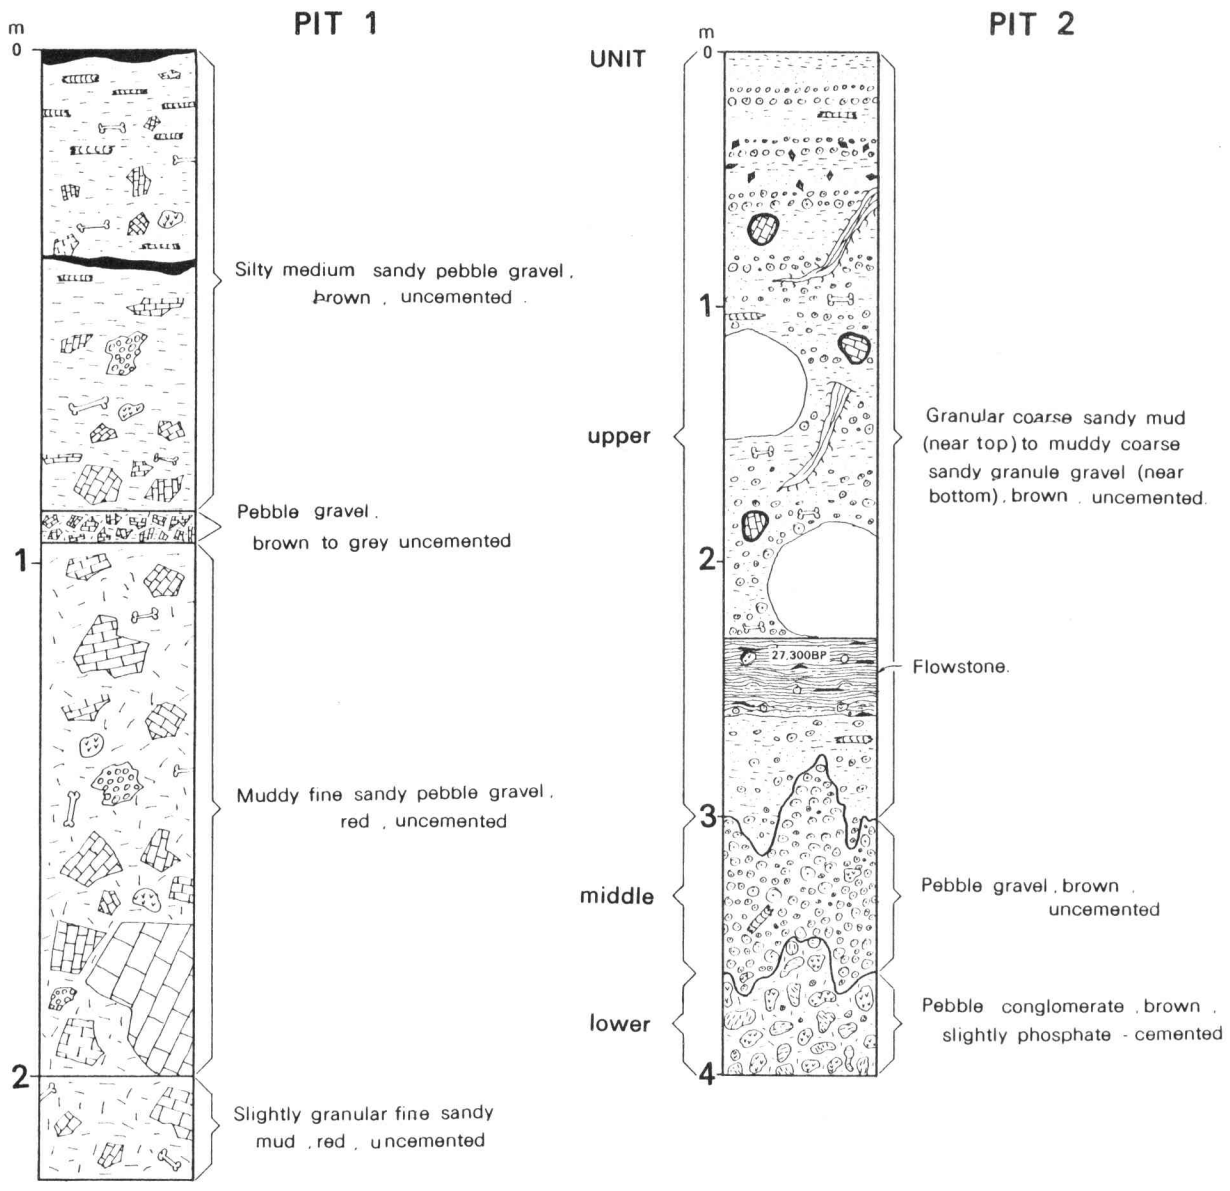 PIT 1
m
0
Silty medium sandy pebble gravel,
brown, uncemented.
Pebble gravel,
brown to grey uncemented
1
Muddy fine sandy pebble gravel,
red, uncemented
2
Slightly granular fine sandy
mud, red, uncemented
PIT 2
UNIT
m
0
1
upper
Granular coarse sandy mud
(near top) to muddy coarse
sandy granule gravel (near
bottom), brown, uncemented.
2
27,300BP
Flowstone.
3
middle
Pebble gravel, brown,
uncemented
lower
Pebble conglomerate, brown,
slightly phosphate - cemented
4